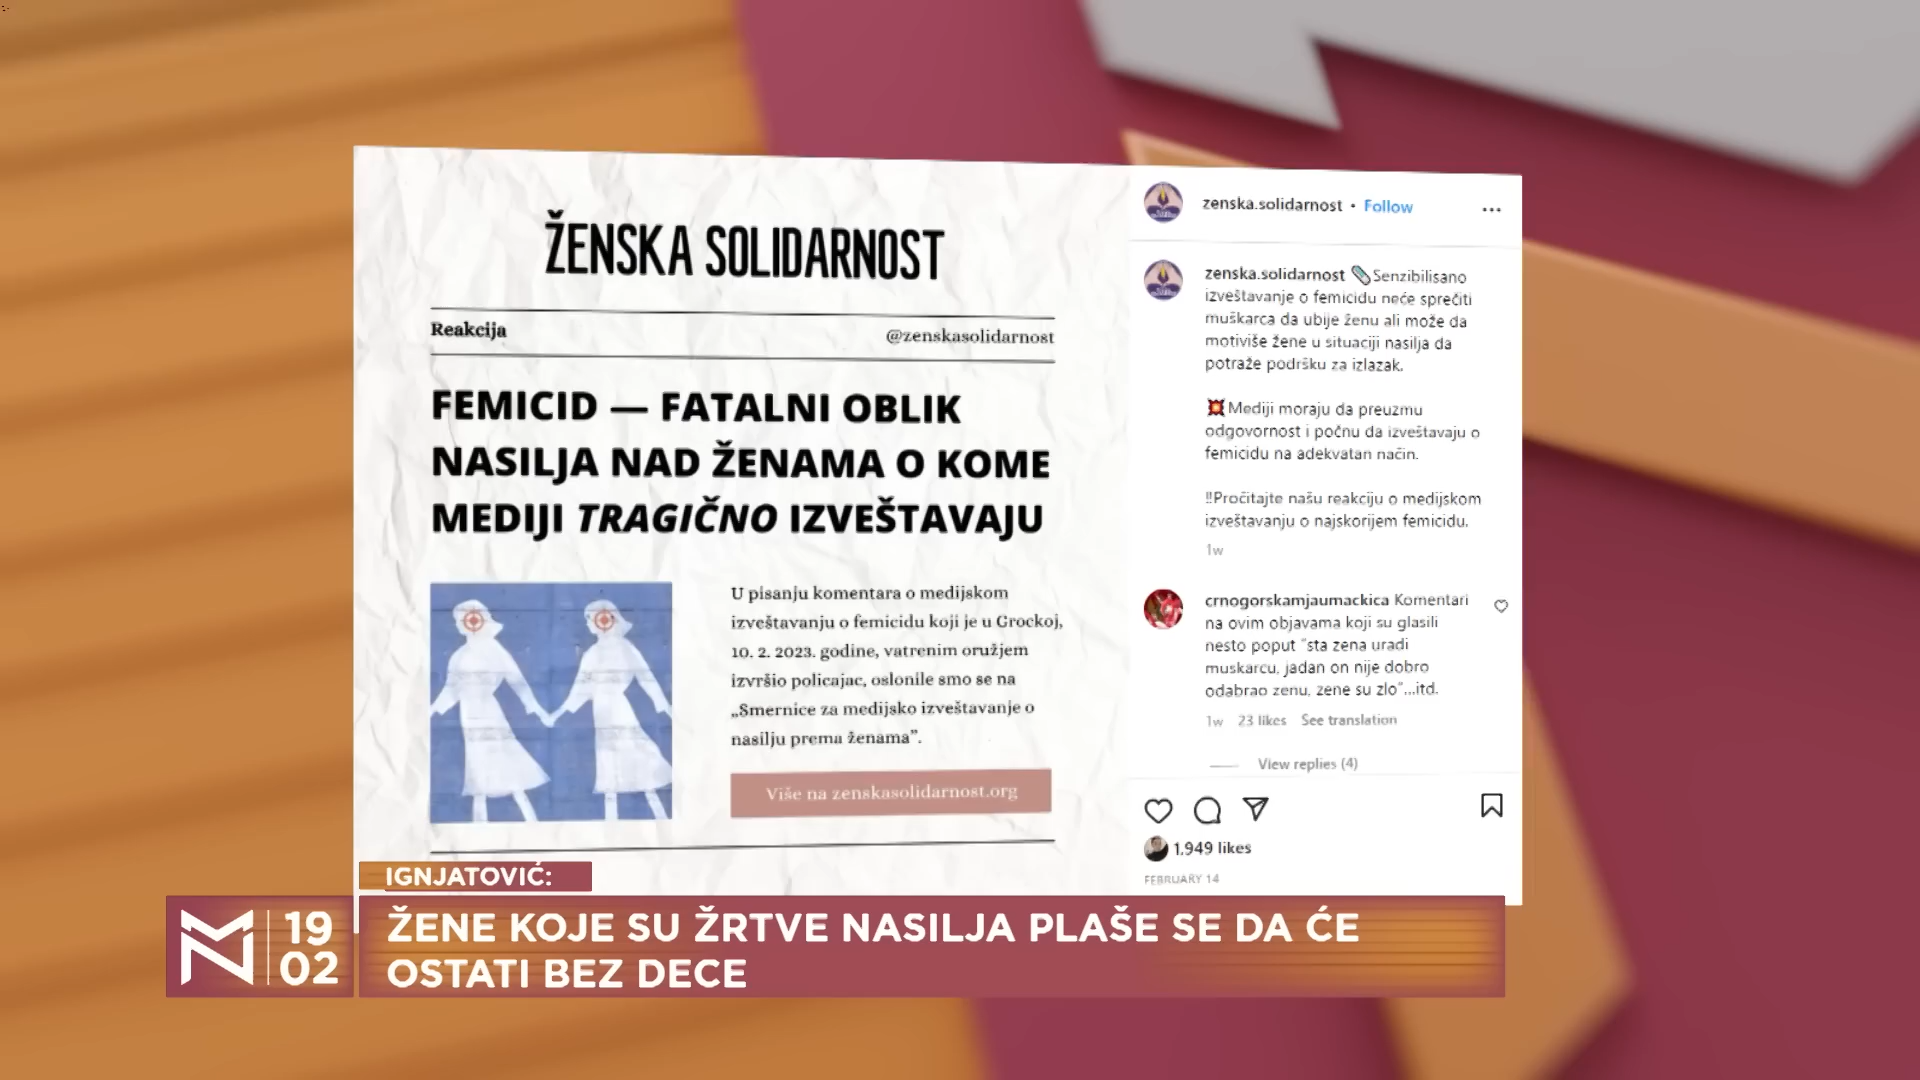 ŽENSKA SOLIDARNOST
Reakcija
@zenskasolidarnost
FEMICID — FATALNI OBLIK
NASILJA NAD ŽENAMA O KOME
MEDIJI TRAGIČNO IZVEŠTAVAJU
U pisanju komentara o medijskom
izveštavanju o femicidu koji je u Grockoj,
10. 2. 2023. godine, vatrenim oružjem
izvršio policajac, oslonile smo se na
„Smernice za medijsko izveštavanje o
nasilju prema ženama”.
Više na zenskasolidarnost.org
zenska.solidarnost • Follow
zenska.solidarnost Senzibilisano
izveštavanje o femicidu neće sprečiti
muškarca da ubije ženu ali može da
motiviše žene u situaciji nasilja da
potraže podršku za izlazak.
Mediji moraju da preuzmu
odgovornost i počnu da izveštavaju o
femicidu na adekvatan način.
‼Pročitajte našu reakciju o medijskom
izveštavanju o najskorijem femicidu.
1w
crnogorskamjaumackica Komentari
na ovim objavama koji su glasili
nesto poput “sta zena uradi
muskarcu, jadan on nije dobro
odabrao zenu, zene su zlo”...itd.
1w 23 likes See translation
View replies (4)
1,949 likes
FEBRUARY 14
IGNJATOVIĆ:
19
02
ŽENE KOJE SU ŽRTVE NASILJA PLAŠE SE DA ĆE
OSTATI BEZ DECE